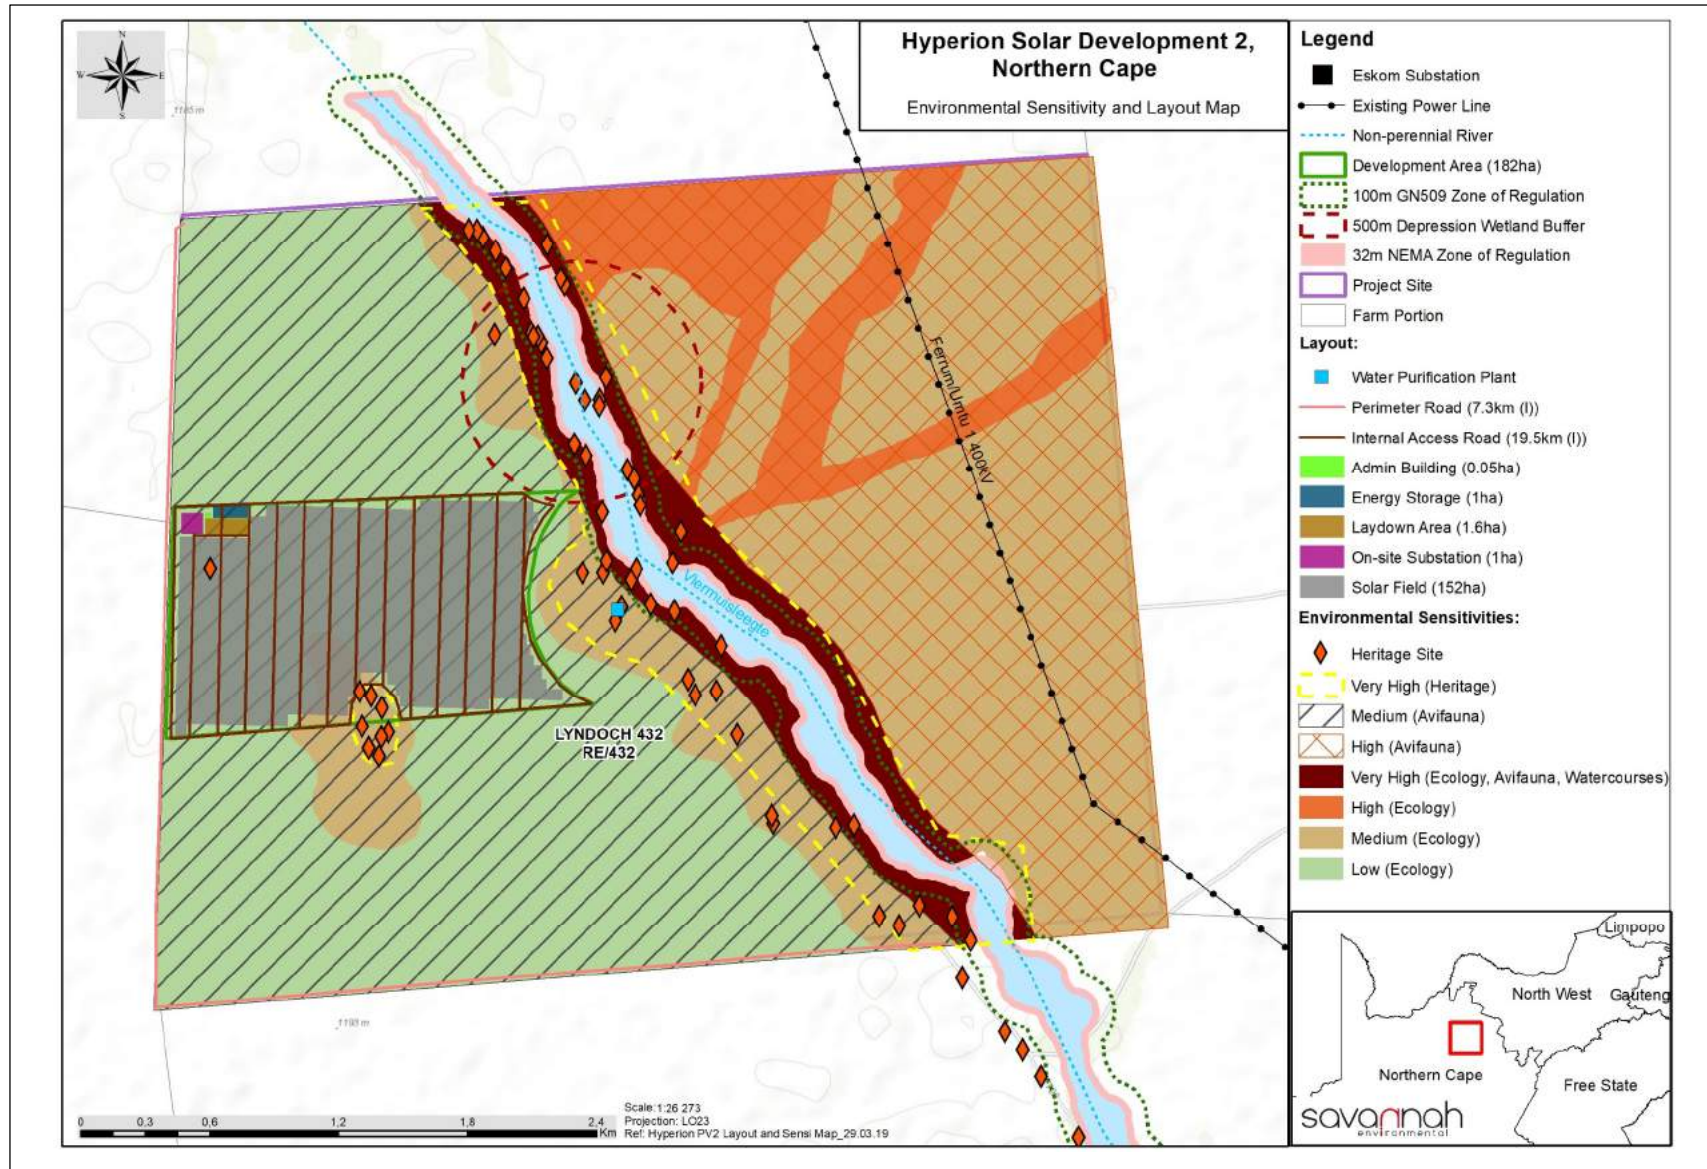 Hyperion Solar Development 2,
Northern Cape
Environmental Sensitivity and Layout Map
N
W
E
S
1185 m
Ferrum/Umtu 1 400kV
Vlermuisleegte
LYNDOCH 432
RE/432
1193 m
0 0,3 0,6 1,2 1,8 2,4
Km
Scale:1:26 273
Projection: LO23
Ref: Hyperion PV2 Layout and Sensi Map_29.03.19
Legend
Eskom Substation
Existing Power Line
Non-perennial River
Development Area (182ha)
100m GN509 Zone of Regulation
500m Depression Wetland Buffer
32m NEMA Zone of Regulation
Project Site
Farm Portion
Layout:
Water Purification Plant
Perimeter Road (7.3km (l))
Internal Access Road (19.5km (l))
Admin Building (0.05ha)
Energy Storage (1ha)
Laydown Area (1.6ha)
On-site Substation (1ha)
Solar Field (152ha)
Environmental Sensitivities:
Heritage Site
Very High (Heritage)
Medium (Avifauna)
High (Avifauna)
Very High (Ecology, Avifauna, Watercourses)
High (Ecology)
Medium (Ecology)
Low (Ecology)
Limpopo
North West
Gauteng
Northern Cape
Free State
savannah
environmental